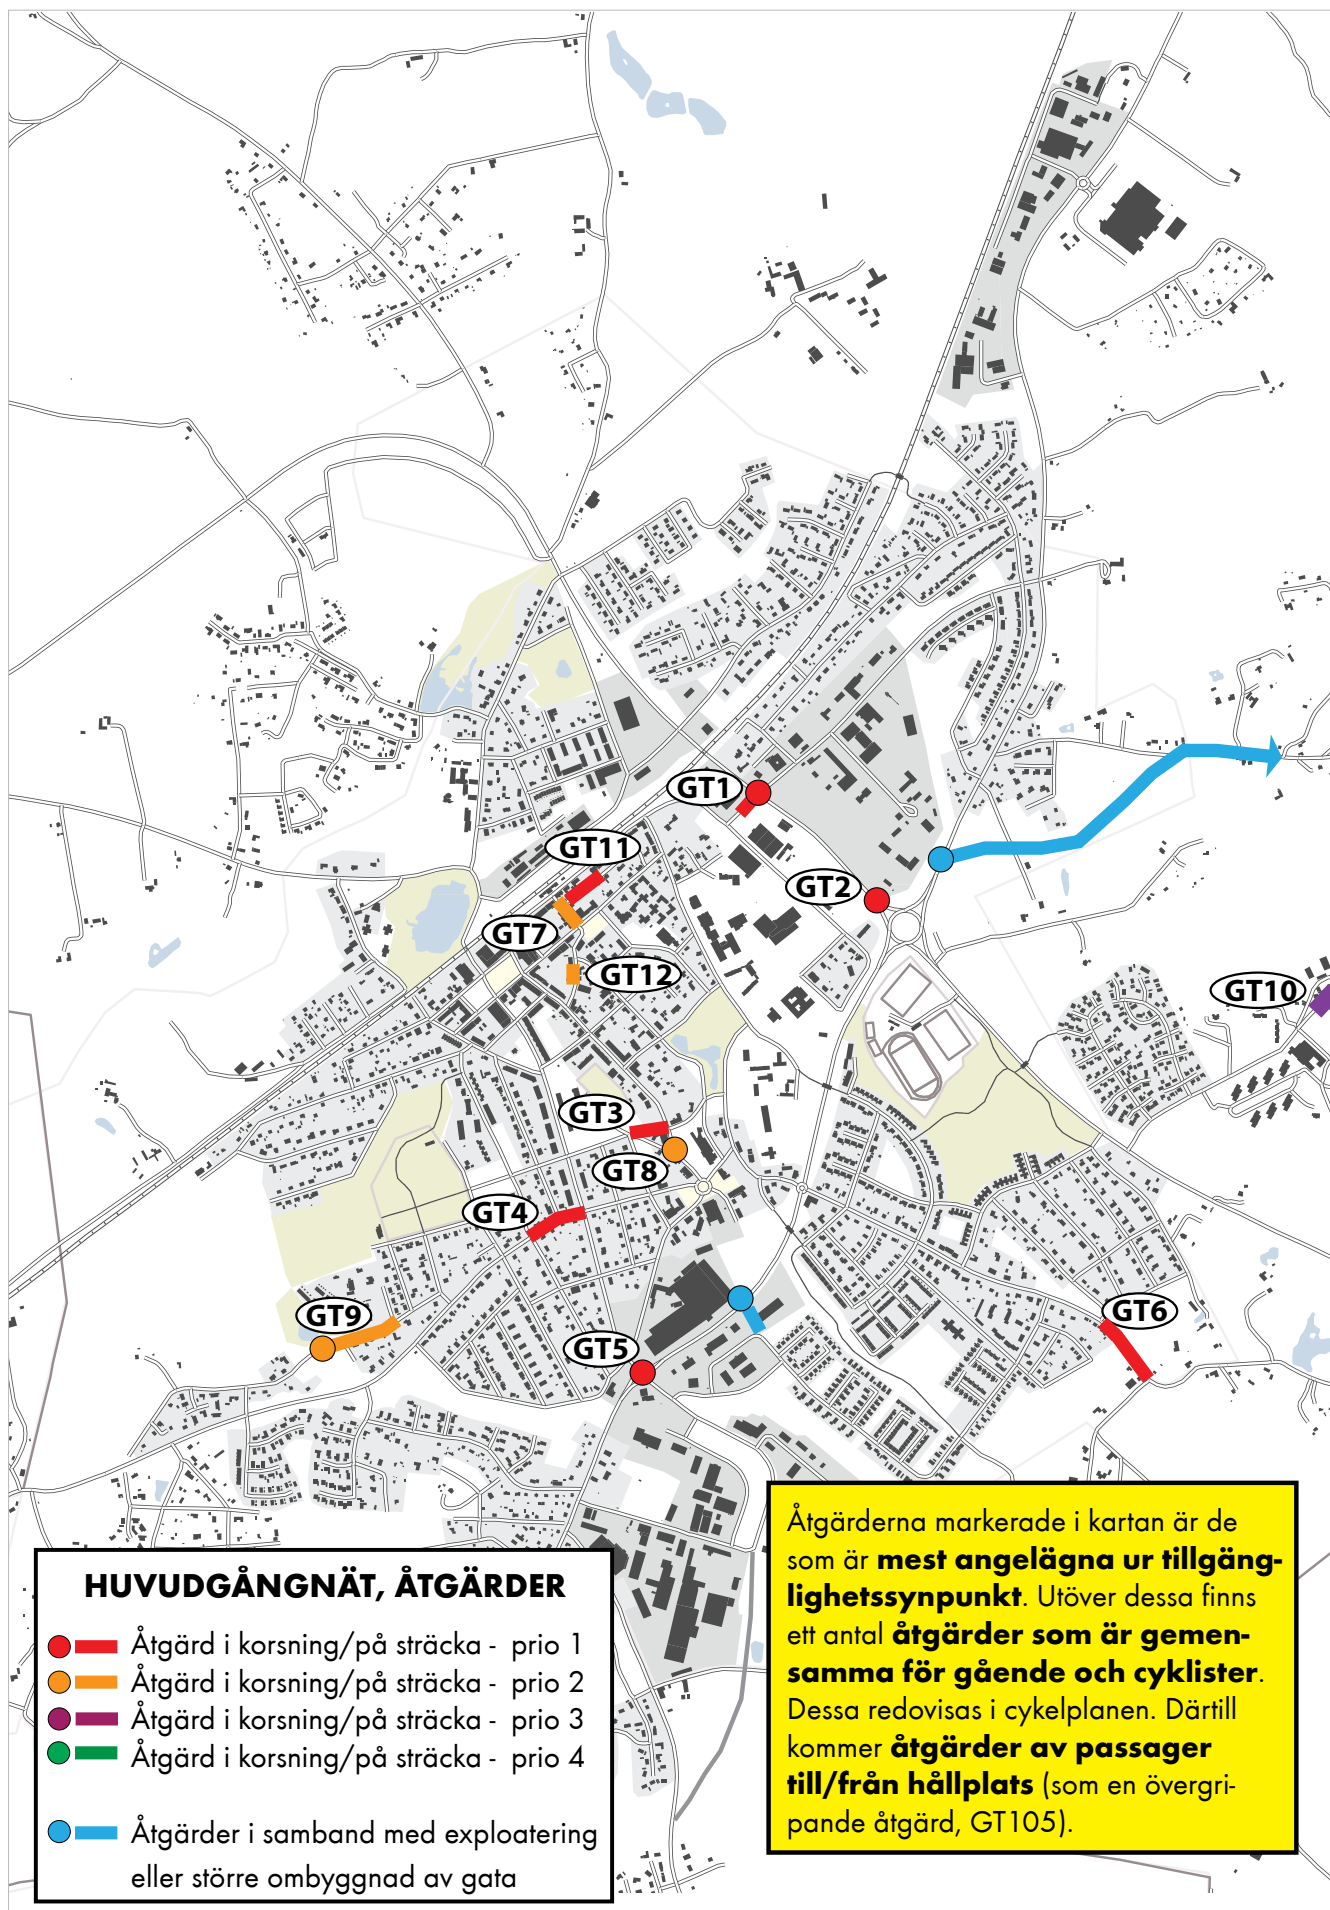 GT1
GT11
GT2
GT7
GT12
GT10
GT3
GT8
GT4
GT9
GT6
GT5
HUVUDGÅNGNÄT, ÅTGÄRDER
Åtgärd i korsning/på sträcka - prio 1
Åtgärd i korsning/på sträcka - prio 2
Åtgärd i korsning/på sträcka - prio 3
Åtgärd i korsning/på sträcka - prio 4
Åtgärder i samband med exploatering
eller större ombyggnad av gata
Åtgärderna markerade i kartan är de
som är mest angelägna ur tillgäng-
lighetssynpunkt. Utöver dessa finns
ett antal åtgärder som är gemen-
samma för gående och cyklister.
Dessa redovisas i cykelplanen. Därtill
kommer åtgärder av passager
till/från hållplats (som en övergri-
pande åtgärd, GT105).